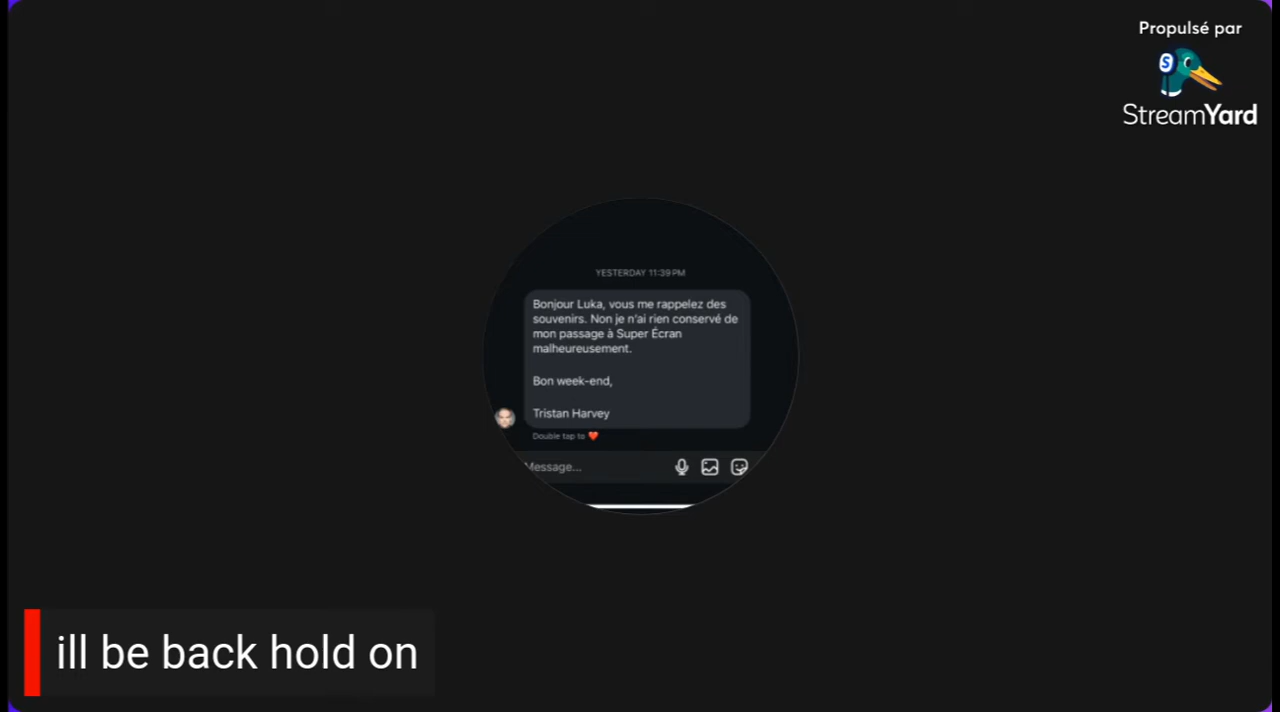 Propulsé par
StreamYard
YESTERDAY 11:39 PM
Bonjour Luka, vous me rappelez des
souvenirs. Non je n'ai rien conservé de
mon passage à Super Écran
malheureusement.
Bon week-end,
Tristan Harvey
Double tap to ❤️
Message...
ill be back hold on